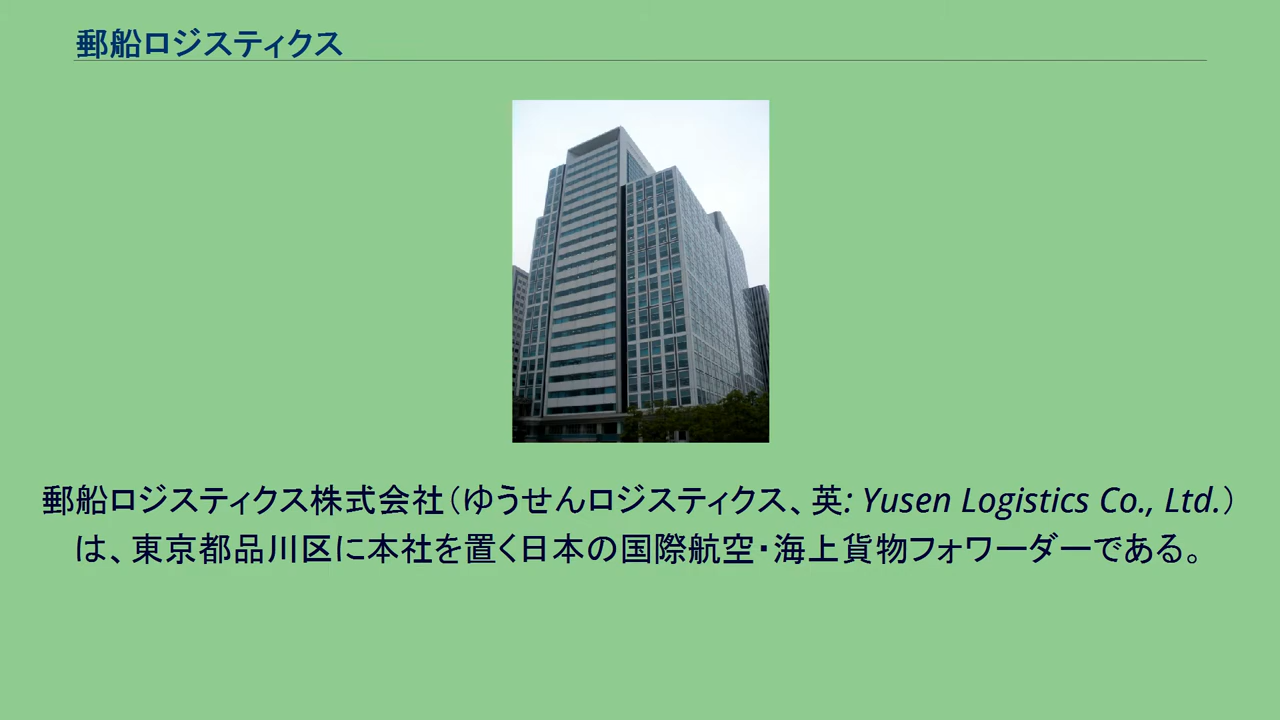 郵船ロジスティクス
郵船ロジスティクス株式会社（ゆうせんロジスティクス、英: Yusen Logistics Co., Ltd.）
は、東京都品川区に本社を置く日本の国際航空・海上貨物フォワーダーである。